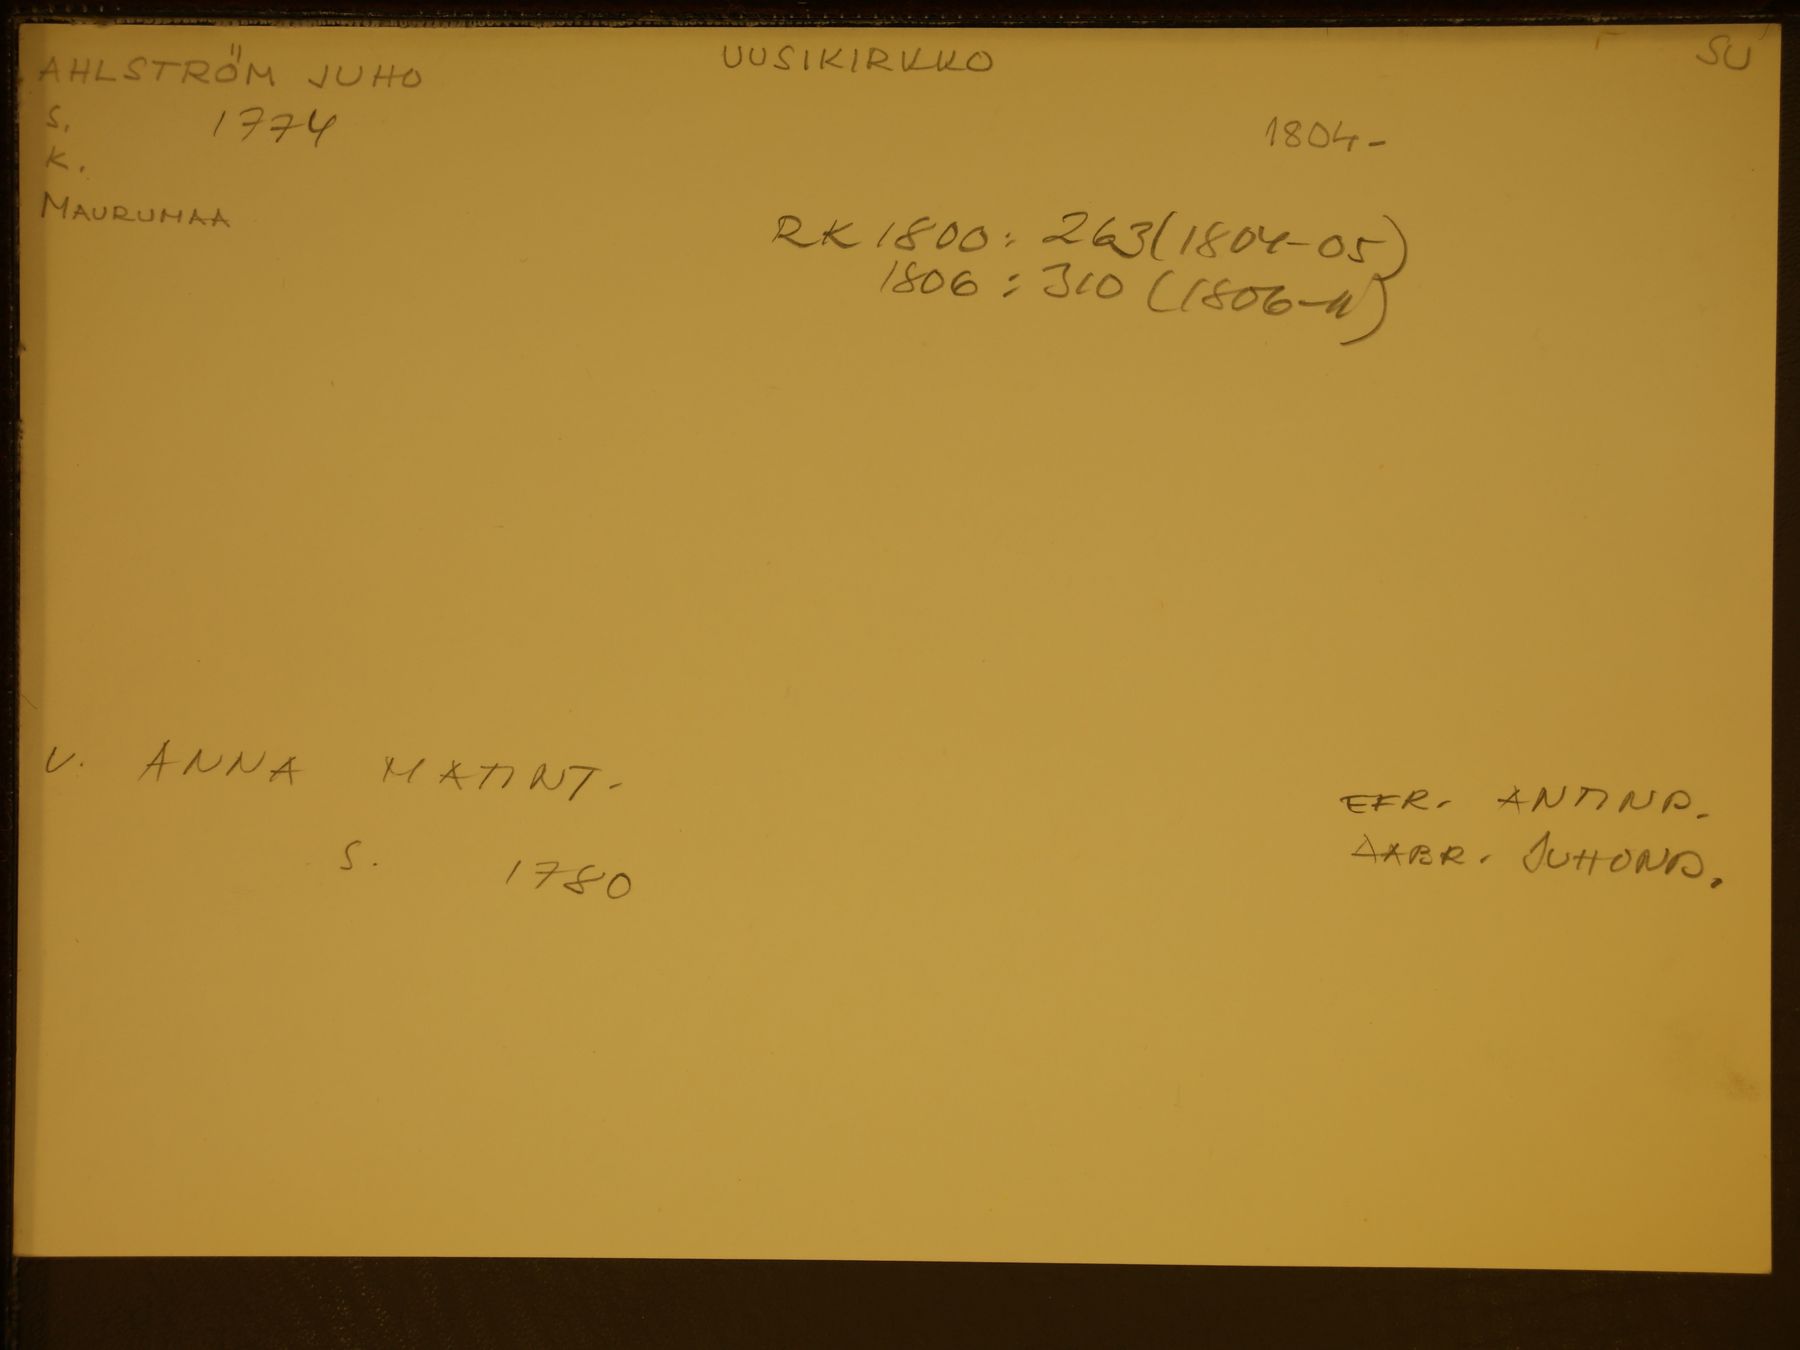 AHLSTRÖM JUHO UUSIKIRKKO SU
S. 1774 1804-
K.
MAURUMAA
RK 1800: 263 (1804-05)
1806: 310 (1806-11)
V. ANNA MATINT.
S. 1780
EFR. ANTINP.
AABR. JUHONP.